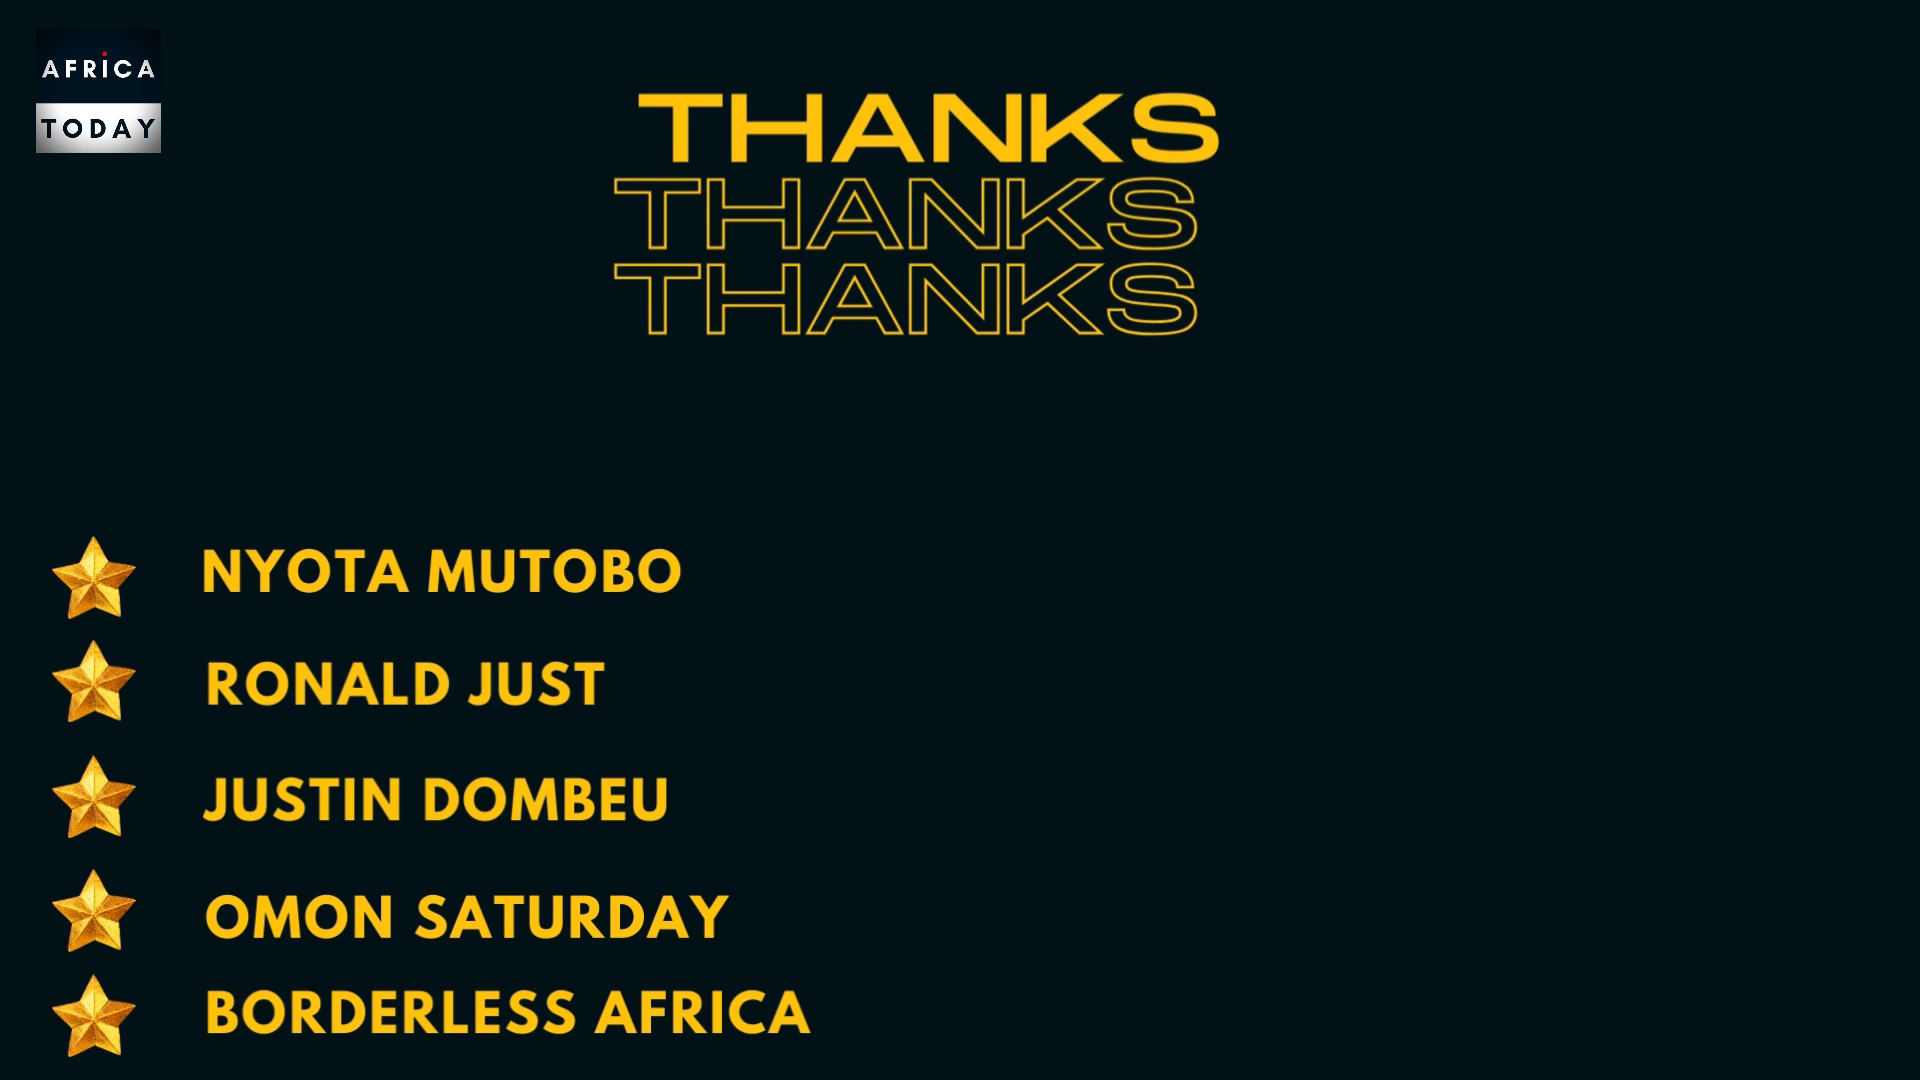 AFRICA
TODAY
THANKS
THANKS
THANKS
NYOTA MUTOBO
RONALD JUST
JUSTIN DOMBEU
OMON SATURDAY
BORDERLESS AFRICA